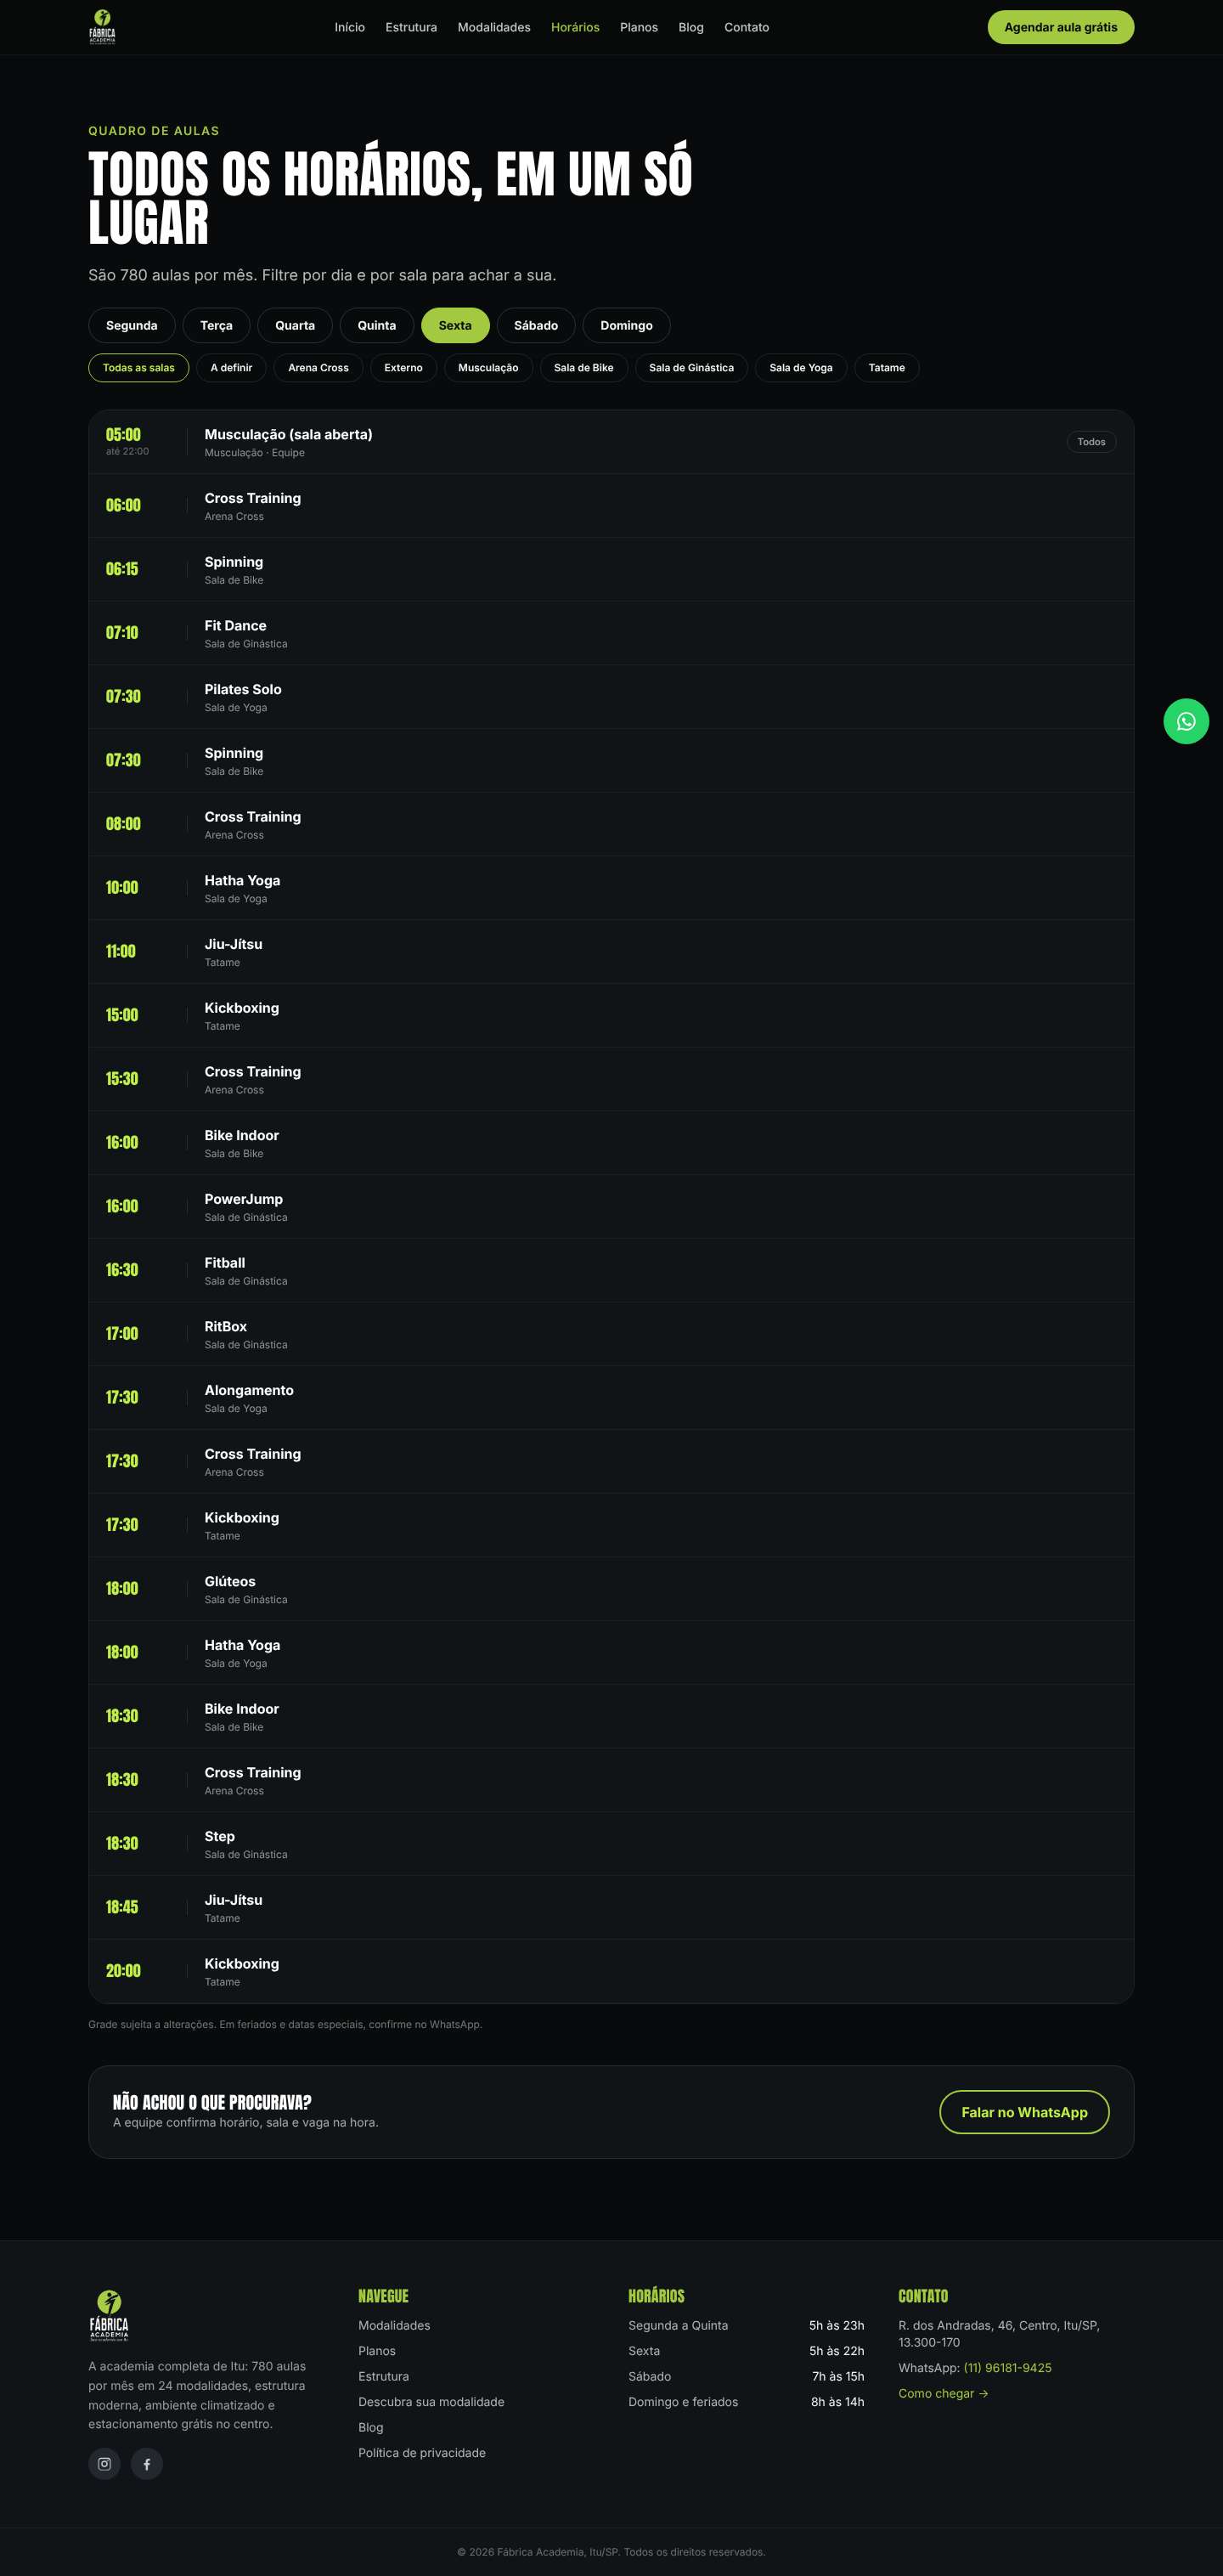 FÁBRICA
ACADEMIA
Início
Estrutura
Modalidades
Horários
Planos
Blog
Contato
Agendar aula grátis
QUADRO DE AULAS
TODOS OS HORÁRIOS, EM UM SÓ
LUGAR
São 780 aulas por mês. Filtre por dia e por sala para achar a sua.
Segunda
Terça
Quarta
Quinta
Sexta
Sábado
Domingo
Todas as salas
A definir
Arena Cross
Externo
Musculação
Sala de Bike
Sala de Ginástica
Sala de Yoga
Tatame
05:00
até 22:00
Musculação (sala aberta)
Musculação · Equipe
Todos
06:00
Cross Training
Arena Cross
06:15
Spinning
Sala de Bike
07:10
Fit Dance
Sala de Ginástica
07:30
Pilates Solo
Sala de Yoga
07:30
Spinning
Sala de Bike
08:00
Cross Training
Arena Cross
10:00
Hatha Yoga
Sala de Yoga
11:00
Jiu-Jítsu
Tatame
15:00
Kickboxing
Tatame
15:30
Cross Training
Arena Cross
16:00
Bike Indoor
Sala de Bike
16:00
PowerJump
Sala de Ginástica
16:30
Fitball
Sala de Ginástica
17:00
RitBox
Sala de Ginástica
17:30
Alongamento
Sala de Yoga
17:30
Cross Training
Arena Cross
17:30
Kickboxing
Tatame
18:00
Glúteos
Sala de Ginástica
18:00
Hatha Yoga
Sala de Yoga
18:30
Bike Indoor
Sala de Bike
18:30
Cross Training
Arena Cross
18:30
Step
Sala de Ginástica
18:45
Jiu-Jítsu
Tatame
20:00
Kickboxing
Tatame
Grade sujeita a alterações. Em feriados e datas especiais, confirme no WhatsApp.
NÃO ACHOU O QUE PROCURAVA?
A equipe confirma horário, sala e vaga na hora.
Falar no WhatsApp
FÁBRICA
ACADEMIA
A academia completa de Itu: 780 aulas
por mês em 24 modalidades, estrutura
moderna, ambiente climatizado e
estacionamento grátis no centro.
NAVEGUE
Modalidades
Planos
Estrutura
Descubra sua modalidade
Blog
Política de privacidade
HORÁRIOS
Segunda a Quinta 5h às 23h
Sexta 5h às 22h
Sábado 7h às 15h
Domingo e feriados 8h às 14h
CONTATO
R. dos Andradas, 46, Centro, Itu/SP,
13.300-170
WhatsApp: (11) 96181-9425
Como chegar →
© 2026 Fábrica Academia, Itu/SP. Todos os direitos reservados.